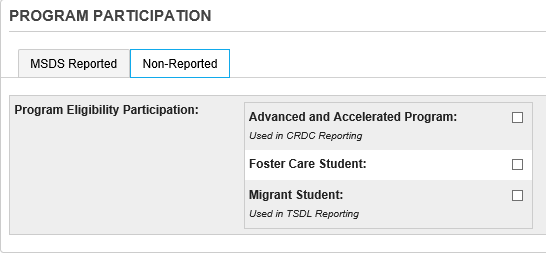 PROGRAM PARTICIPATION
MSDS Reported
Non-Reported
Program Eligibility Participation:
Advanced and Accelerated Program:
Used in CRDC Reporting
Foster Care Student:
Migrant Student:
Used in TSDL Reporting